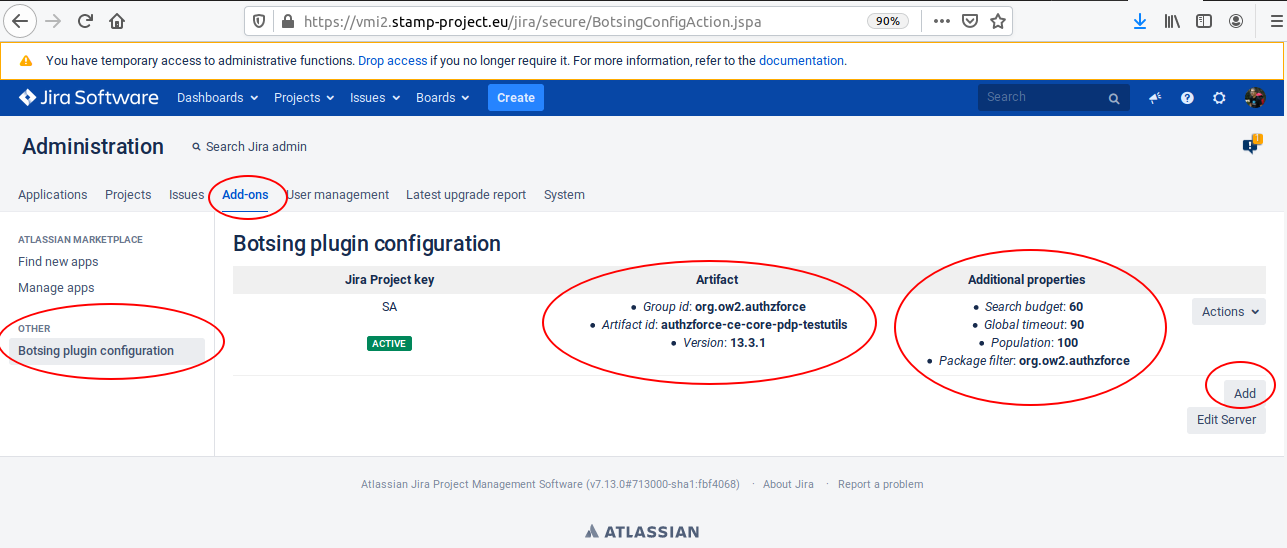 https://vmi2.stamp-project.eu/jira/secure/BotsingConfigAction.jspa 90%
You have temporary access to administrative functions. Drop access if you no longer require it. For more information, refer to the documentation.
Jira Software Dashboards Projects Issues Boards Create Search
Administration Search Jira admin
Applications Projects Issues Add-ons User management Latest upgrade report System
ATLASSIAN MARKETPLACE
Find new apps
Manage apps
OTHER
Botsing plugin configuration
Botsing plugin configuration
Jira Project key Artifact Additional properties
SA
ACTIVE
• Group id: org.ow2.authzforce
• Artifact id: authzforce-ce-core-pdp-testutils
• Version: 13.3.1
• Search budget: 60
• Global timeout: 90
• Population: 100
• Package filter: org.ow2.authzforce
Actions
Add
Edit Server
Atlassian Jira Project Management Software (v7.13.0#713000-sha1:fbf4068) · About Jira · Report a problem
ATLASSIAN